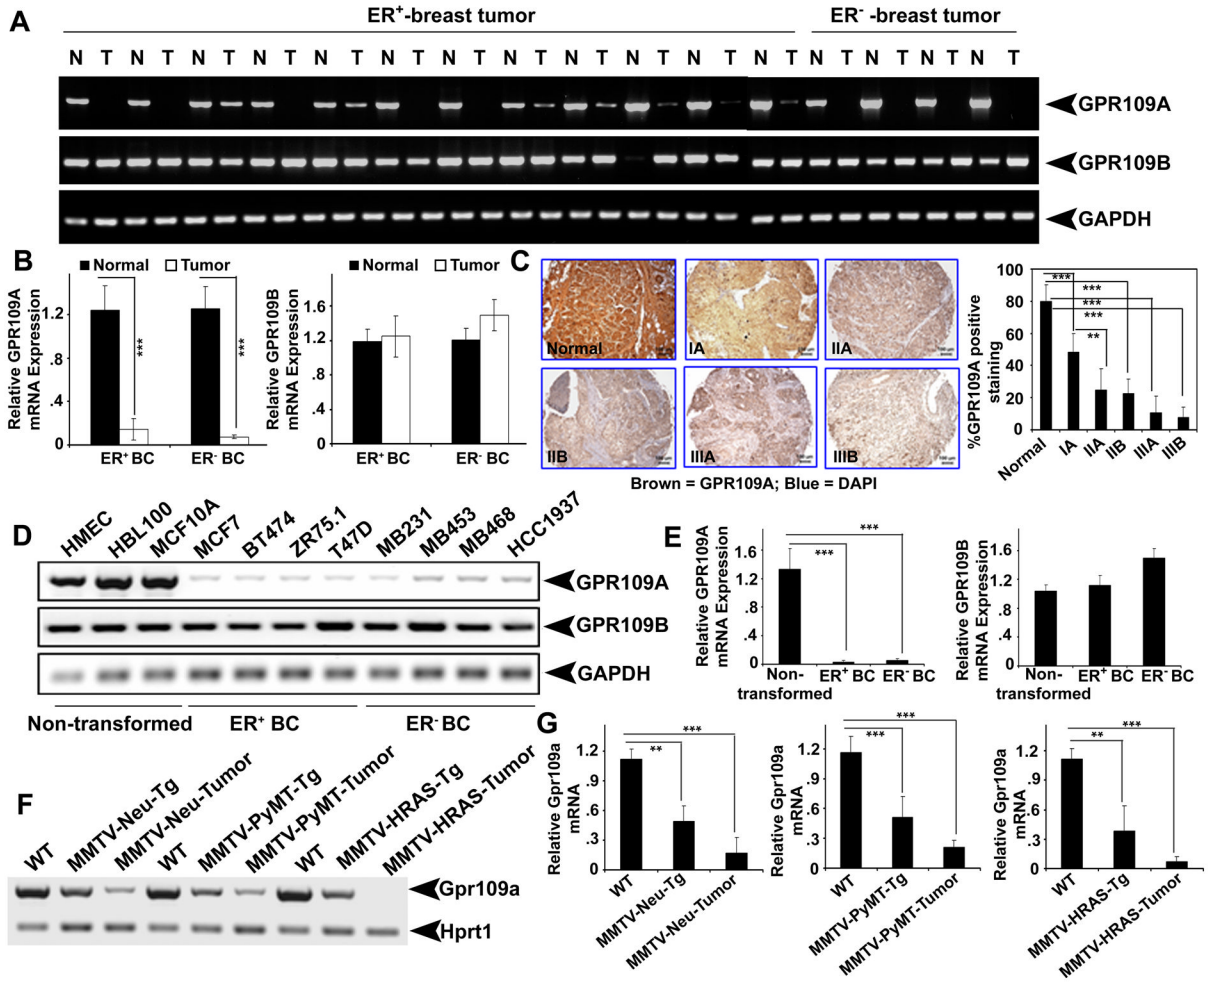 A
ER⁺-breast tumor
ER⁻ -breast tumor
N T N T N T N T N T N T N T N T N T N T N T N T N T N T N T N T
GPR109A
GPR109B
GAPDH
B
Normal Tumor
Relative GPR109A
mRNA Expression
1.2
.8
.4
0
***
***
ER⁺ BC ER⁻ BC
Normal Tumor
Relative GPR109B
mRNA Expression
1.6
1.2
.8
.4
0
ER⁺ BC ER⁻ BC
C
Normal
IA
IIA
IIB
IIIA
IIIB
Brown = GPR109A; Blue = DAPI
%GPR109A positive
staining
100
80
60
40
20
0
***
***
***
***
**
Normal IA IIA IIB IIIA IIIB
D
HMEC HBL100 MCF10A MCF7 BT474 ZR75.1 T47D MB231 MB453 MB468 HCC1937
GPR109A
GPR109B
GAPDH
Non-transformed ER⁺ BC ER⁻ BC
E
Relative GPR109A
mRNA Expression
1.6
1.2
.8
.4
0
***
***
Non-
transformed
ER⁺ BC ER⁻ BC
Relative GPR109B
mRNA Expression
1.6
1.2
.8
.4
0
Non-
transformed
ER⁺ BC ER⁻ BC
F
WT MMTV-Neu-Tg MMTV-Neu-Tumor WT MMTV-PyMT-Tg MMTV-PyMT-Tumor WT MMTV-HRAS-Tg MMTV-HRAS-Tumor
Gpr109a
Hprt1
G
Relative Gpr109a
mRNA
1.2
.9
.6
.3
0
***
**
WT MMTV-Neu-Tg MMTV-Neu-Tumor
Relative Gpr109a
mRNA
1.2
.9
.6
.3
0
***
***
WT MMTV-PyMT-Tg MMTV-PyMT-Tumor
Relative Gpr109a
mRNA
1.2
.9
.6
.3
0
***
**
WT MMTV-HRAS-Tg MMTV-HRAS-Tumor